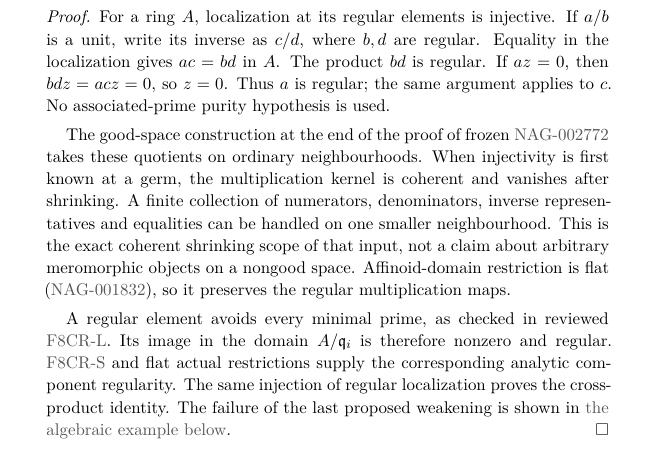 Proof. For a ring A, localization at its regular elements is injective. If a/b
is a unit, write its inverse as c/d, where b, d are regular. Equality in the
localization gives ac = bd in A. The product bd is regular. If az = 0, then
bdz = acz = 0, so z = 0. Thus a is regular; the same argument applies to c.
No associated-prime purity hypothesis is used.
The good-space construction at the end of the proof of frozen NAG-002772
takes these quotients on ordinary neighbourhoods. When injectivity is first
known at a germ, the multiplication kernel is coherent and vanishes after
shrinking. A finite collection of numerators, denominators, inverse represen-
tatives and equalities can be handled on one smaller neighbourhood. This is
the exact coherent shrinking scope of that input, not a claim about arbitrary
meromorphic objects on a nongood space. Affinoid-domain restriction is flat
(NAG-001832), so it preserves the regular multiplication maps.
A regular element avoids every minimal prime, as checked in reviewed
F8CR-L. Its image in the domain A/𝔮ᵢ is therefore nonzero and regular.
F8CR-S and flat actual restrictions supply the corresponding analytic com-
ponent regularity. The same injection of regular localization proves the cross-
product identity. The failure of the last proposed weakening is shown in the
algebraic example below. □